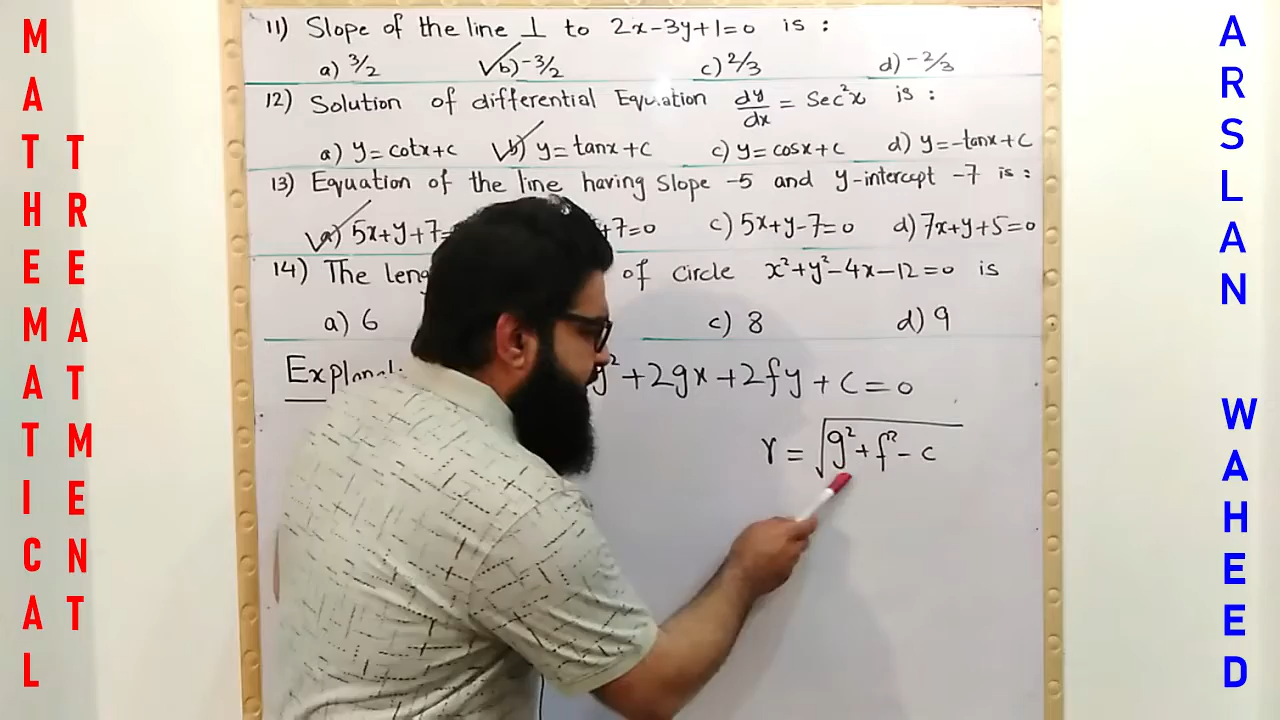 MATHEMATICAL
TREATMENT
11) Slope of the line ⊥ to 2x-3y+1=0 is :
a) 3/2 b) -3/2 c) 2/3 d) -2/3
12) Solution of differential Equation dy/dx = Sec²x is :
a) y=cotx+c b) y=tanx+c c) y=cosx+c d) y=-tanx+c
13) Equation of the line having slope -5 and y-intercept -7 is :
a) 5x+y+7= +7=0 c) 5x+y-7=0 d) 7x+y+5=0
14) The of circle x²+y²-4x-12=0 is
a) 6 c) 8 d) 9
y²+2gx+2fy+c=0
r = √g²+f²-c
ARSLAN WAHEED